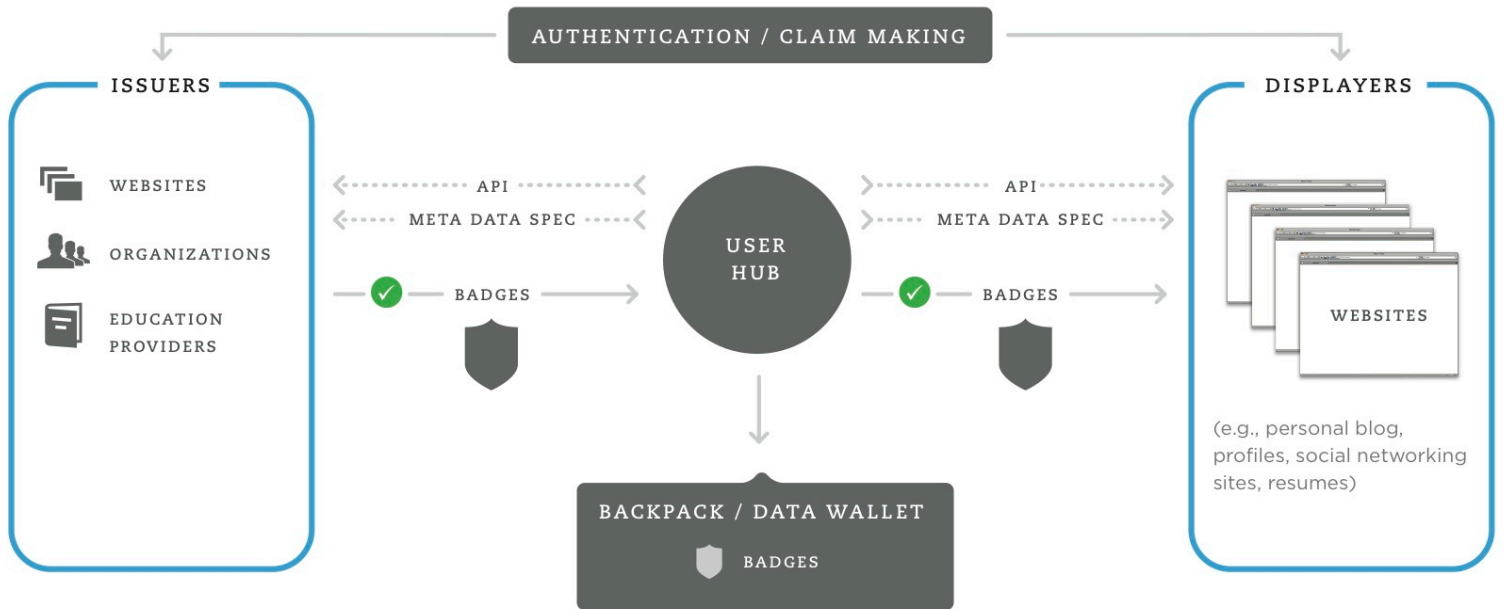 AUTHENTICATION / CLAIM MAKING
ISSUERS
WEBSITES
ORGANIZATIONS
EDUCATION
PROVIDERS
API
META DATA SPEC
BADGES
USER
HUB
API
META DATA SPEC
BADGES
BACKPACK / DATA WALLET
BADGES
DISPLAYERS
WEBSITES
(e.g., personal blog,
profiles, social networking
sites, resumes)